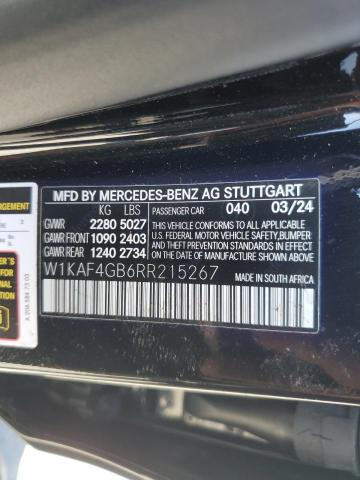 MFD BY MERCEDES-BENZ AG STUTTGART
KG LBS PASSENGER CAR 040 03/24
GVWR 2280 5027
GAWR FRONT 1090 2403
GAWR REAR 1240 2734
THIS VEHICLE CONFORMS TO ALL APPLICABLE
FEDERAL MOTOR VEHICLE SAFETY, BUMPER
AND THEFT PREVENTION STANDARDS IN
EFFECT ON THE DATE OF MANUFACTURE
SHOWN ABOVE.
W1KAF4GB6RR215267
MADE IN SOUTH AFRICA